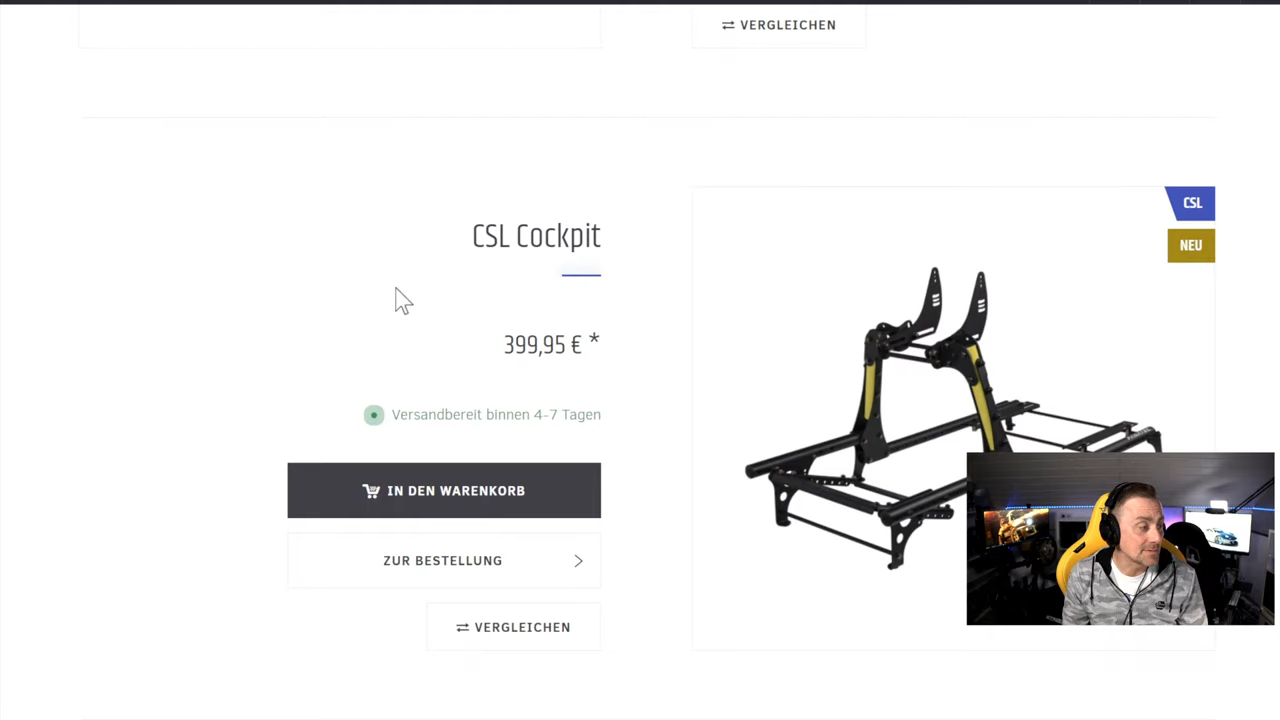 VERGLEICHEN
CSL
NEU
CSL Cockpit
399,95 € *
Versandbereit binnen 4-7 Tagen
IN DEN WARENKORB
ZUR BESTELLUNG
VERGLEICHEN